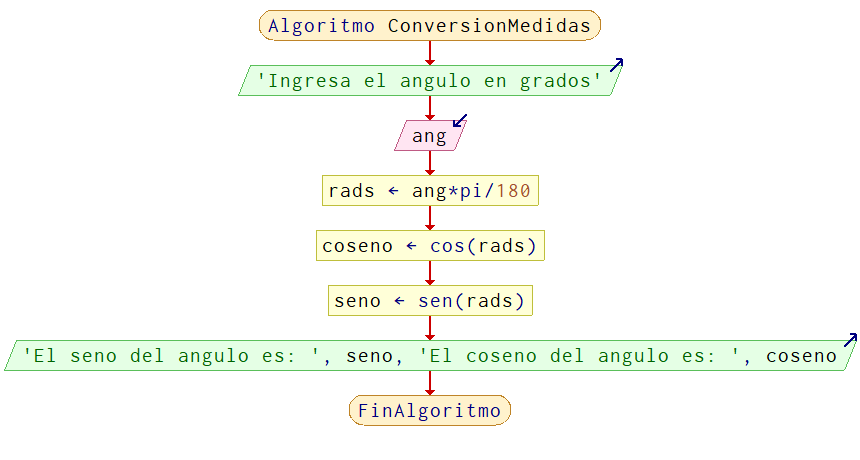 Algoritmo ConversionMedidas
'Ingresa el angulo en grados'
ang
rads ← ang*pi/180
coseno ← cos(rads)
seno ← sen(rads)
'El seno del angulo es: ', seno, 'El coseno del angulo es: ', coseno
FinAlgoritmo